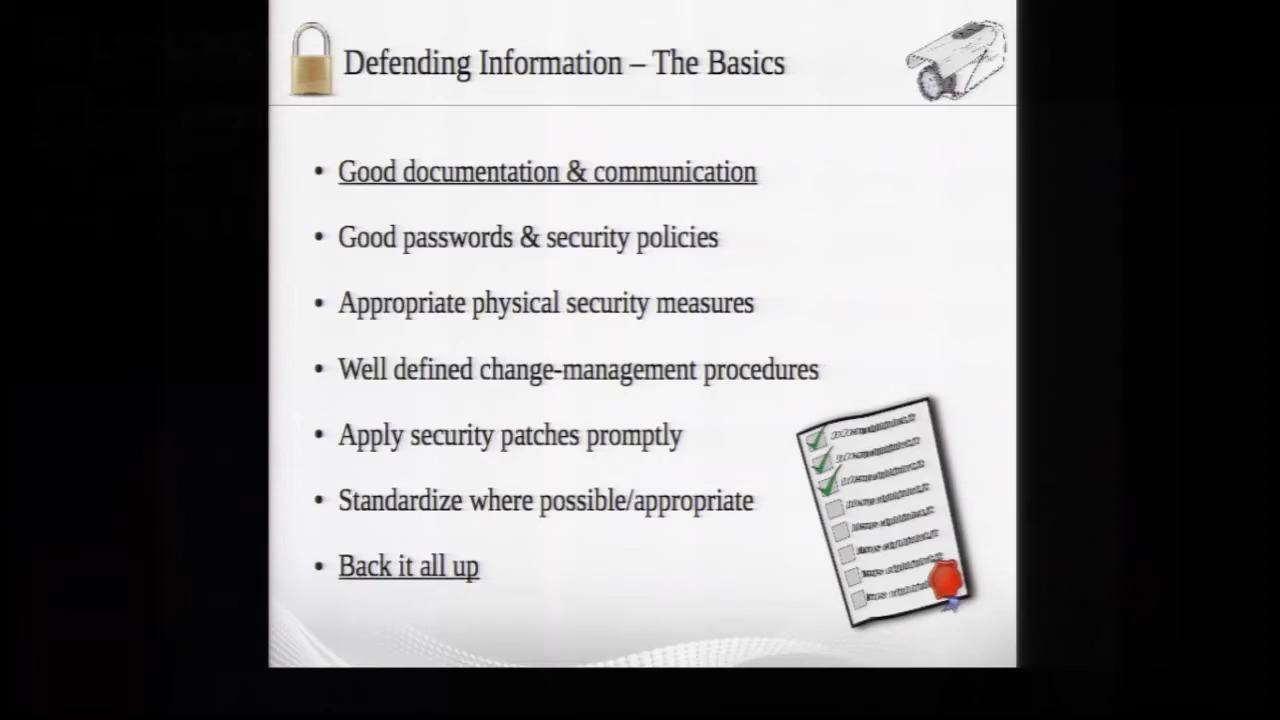 Defending Information – The Basics
• Good documentation & communication
• Good passwords & security policies
• Appropriate physical security measures
• Well defined change-management procedures
• Apply security patches promptly
• Standardize where possible/appropriate
• Back it all up